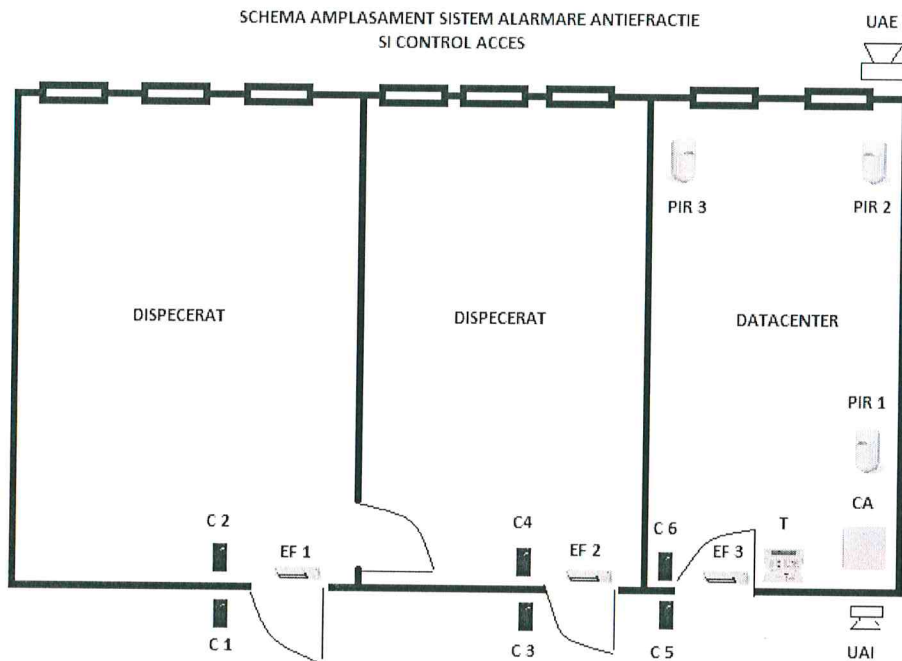 SCHEMA AMPLASAMENT SISTEM ALARMARE ANTIEFRACTIE
SI CONTROL ACCES
UAE
PIR 3
PIR 2
DISPECERAT
DISPECERAT
DATACENTER
PIR 1
C 2
EF 1
C4
EF 2
C 6
EF 3
T
CA
C 1
C 3
C 5
UAI